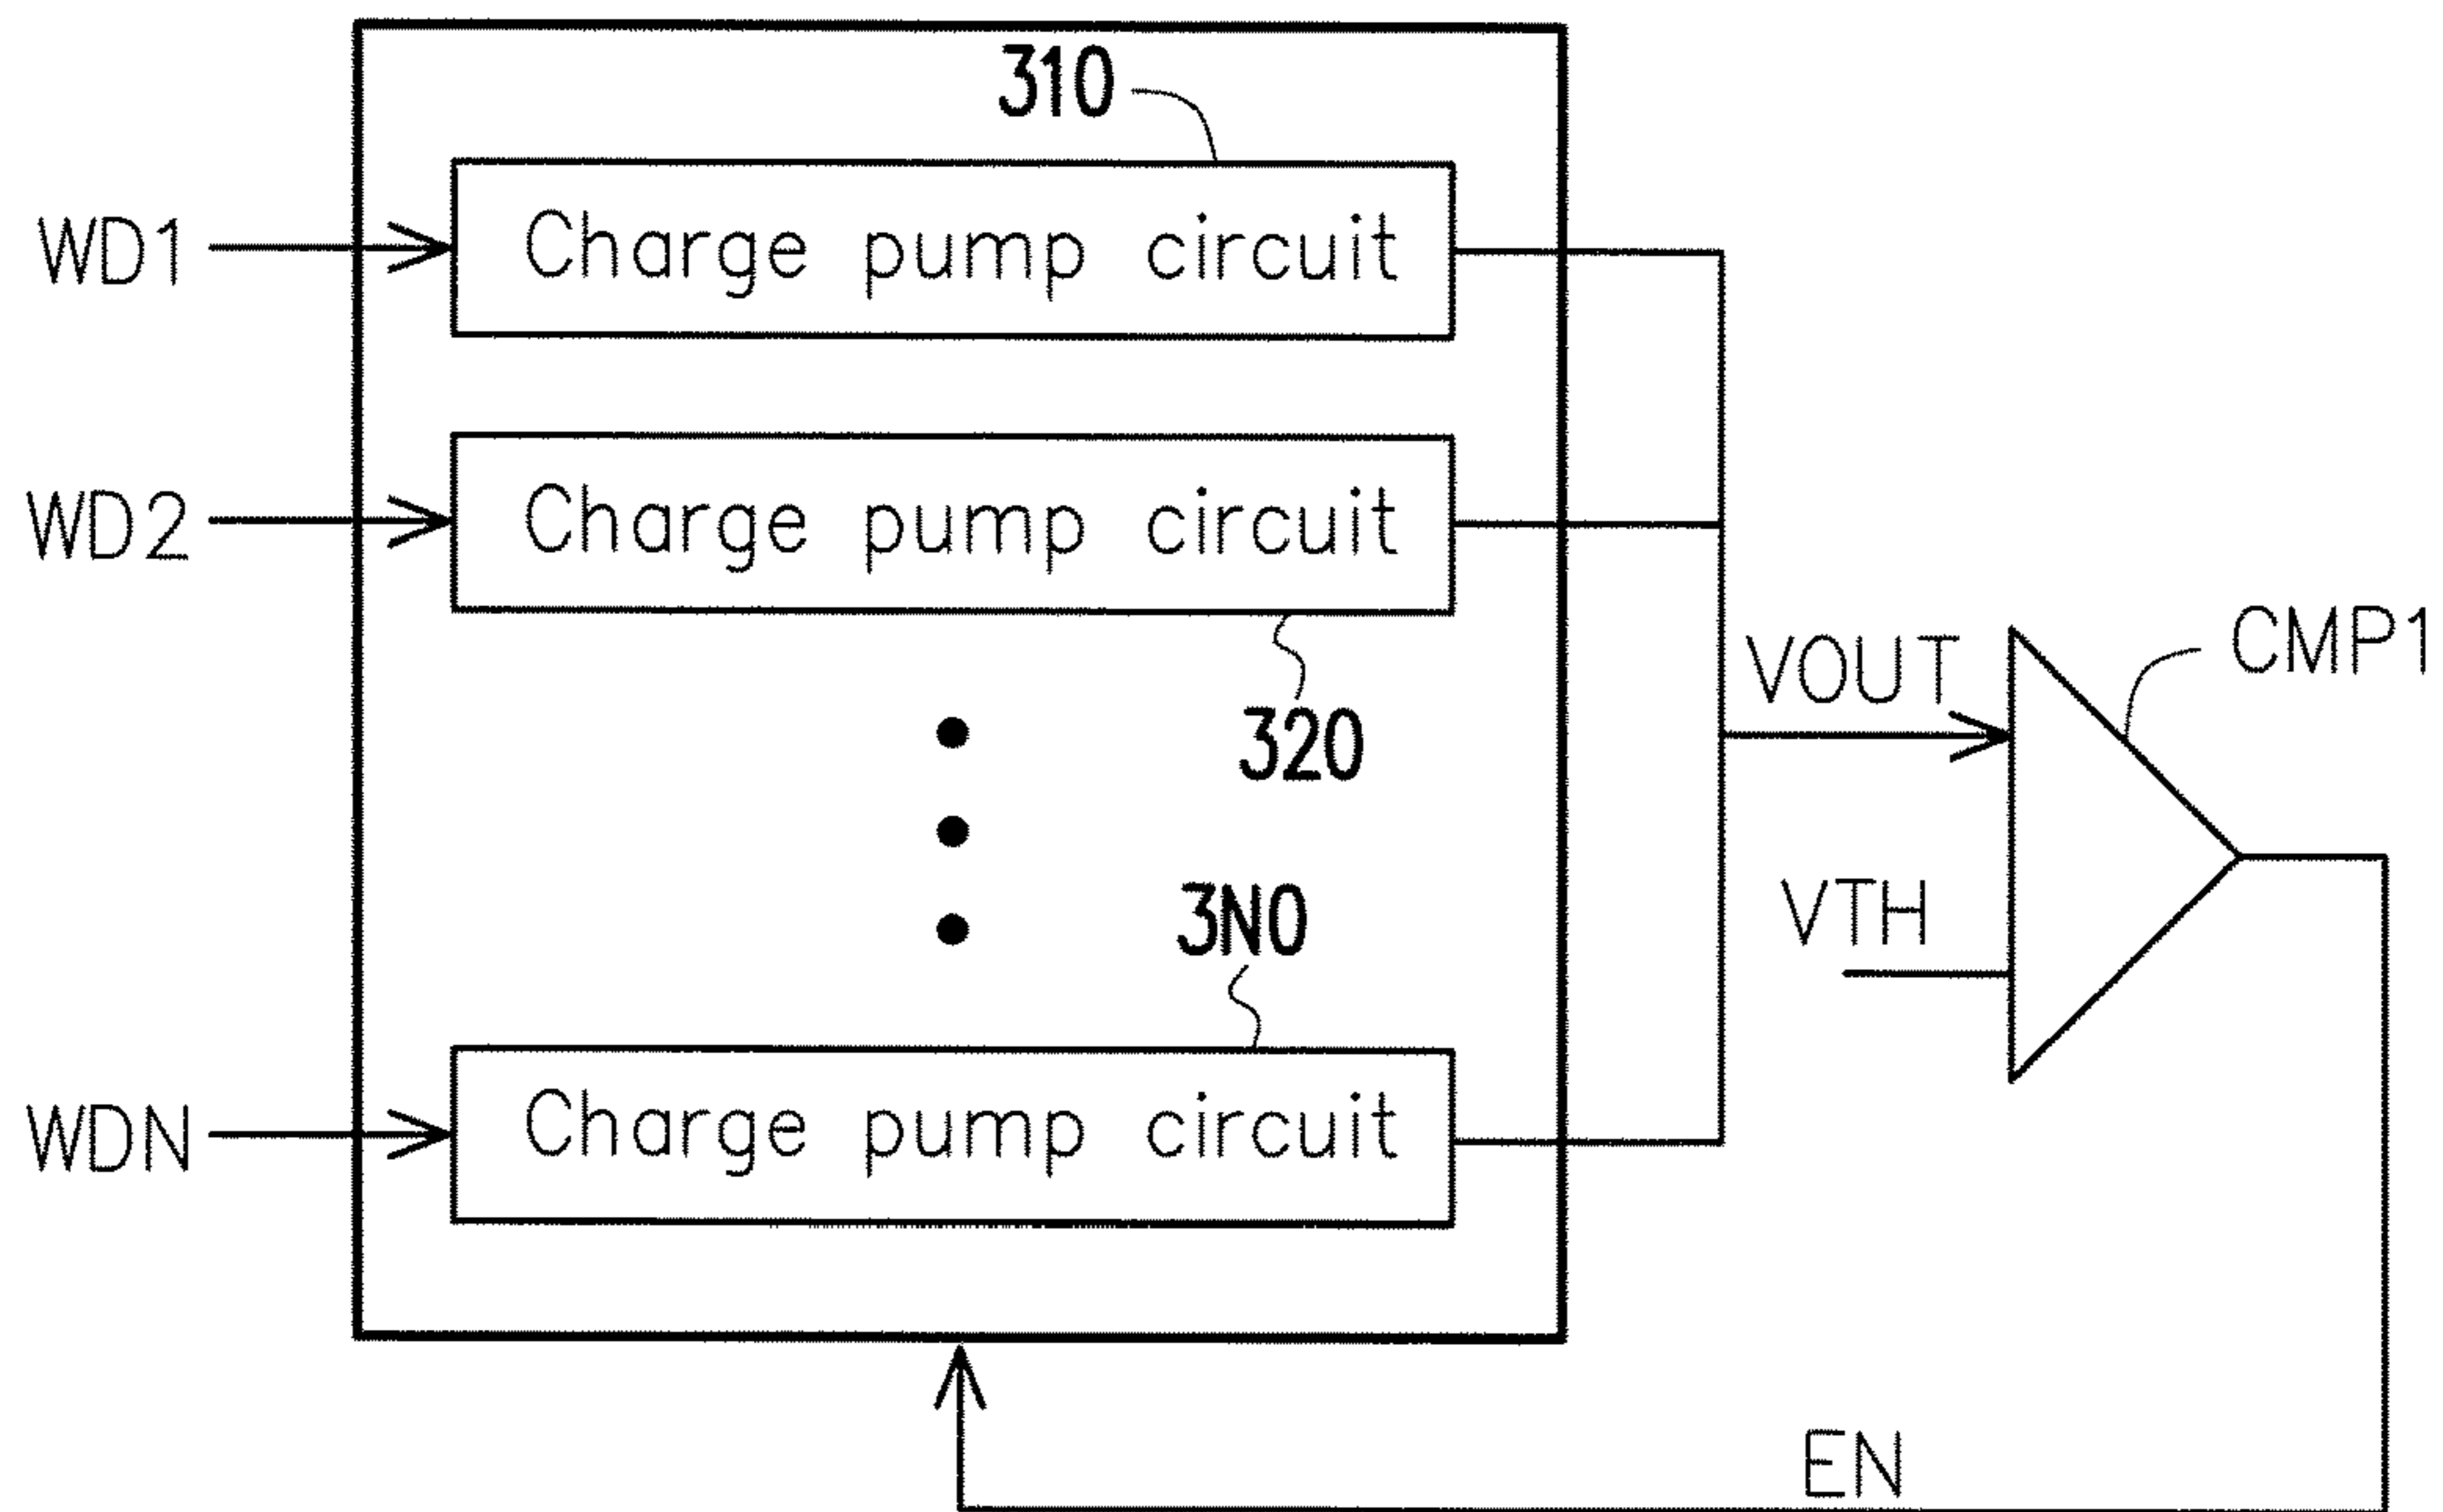 310
WD1
Charge pump circuit
WD2
Charge pump circuit
320
VOUT
CMP1
VTH
3N0
WDN
Charge pump circuit
EN